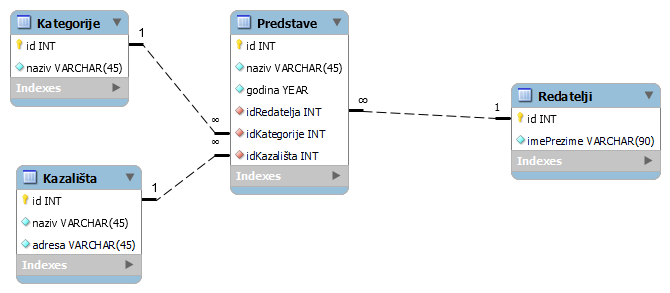 Kategorije
id INT
naziv VARCHAR(45)
Indexes
1
∞
Kazališta
id INT
naziv VARCHAR(45)
adresa VARCHAR(45)
Indexes
1
∞
Predstave
id INT
naziv VARCHAR(45)
godina YEAR
idRedatelja INT
idKategorije INT
idKazališta INT
Indexes
∞
1
Redatelji
id INT
imePrezime VARCHAR(90)
Indexes